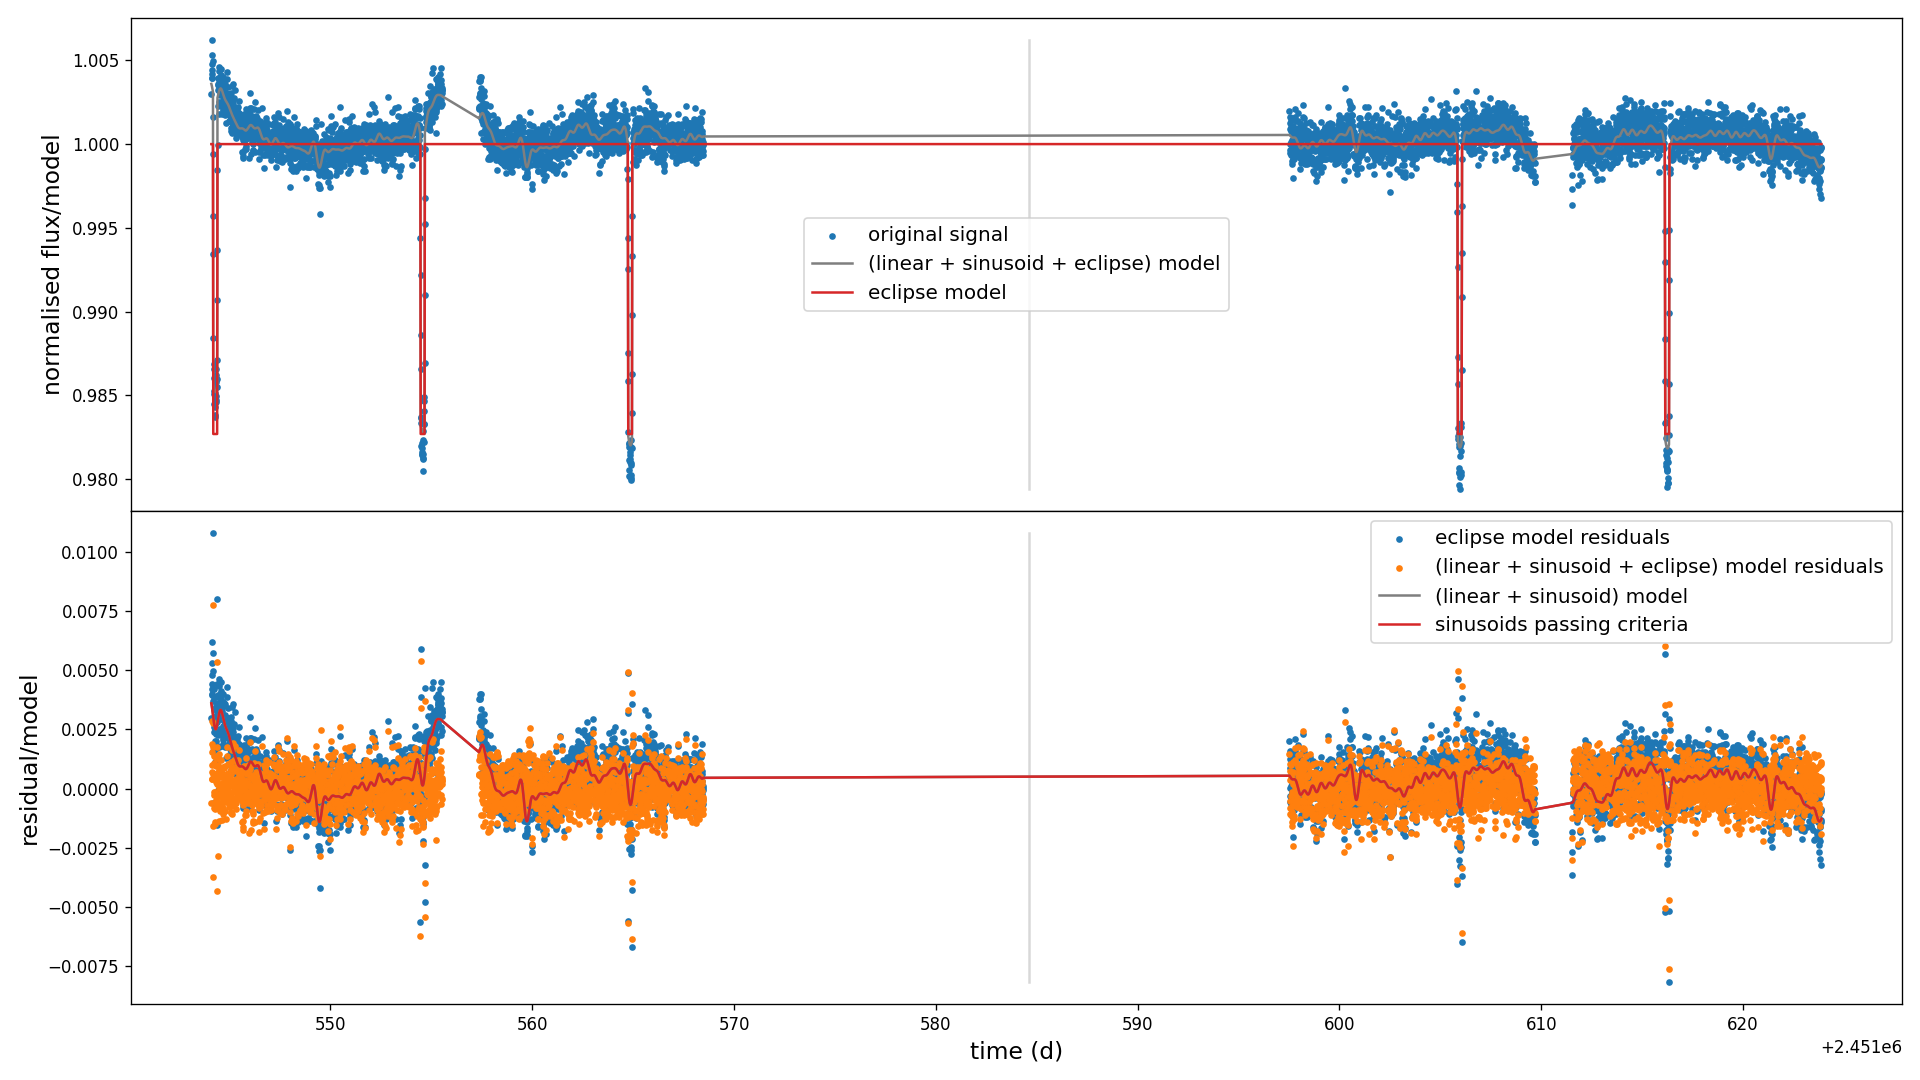 normalised flux/model
1.005
1.000
0.995
0.990
0.985
0.980
original signal
(linear + sinusoid + eclipse) model
eclipse model
residual/model
0.0100
0.0075
0.0050
0.0025
0.0000
−0.0025
−0.0050
−0.0075
eclipse model residuals
(linear + sinusoid + eclipse) model residuals
(linear + sinusoid) model
sinusoids passing criteria
550 560 570 580 590 600 610 620
time (d)
+2.451e6